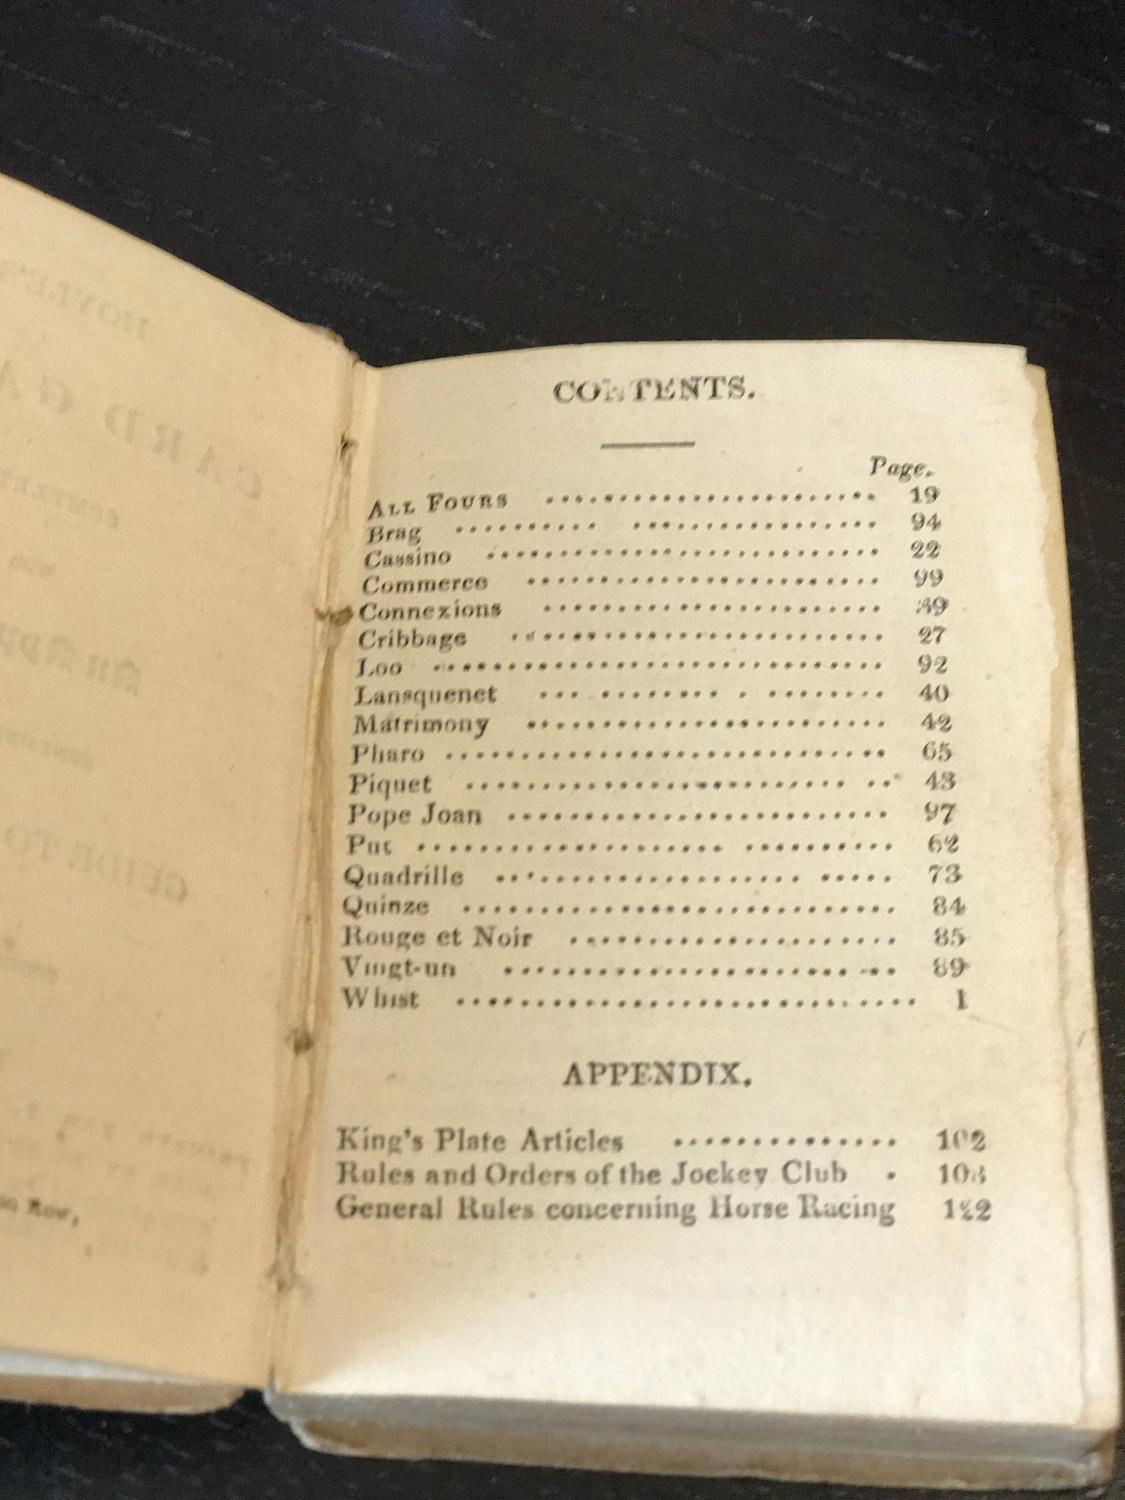 CONTENTS.
Page.
ALL FOURS 19
Brag 94
Cassino 22
Commerce 99
Connexions 39
Cribbage 27
Loo 92
Lansquenet 40
Matrimony 42
Pharo 65
Piquet 43
Pope Joan 97
Put 62
Quadrille 73
Quinze 84
Rouge et Noir 85
Vingt-un 89
Whist 1
APPENDIX.
King's Plate Articles 102
Rules and Orders of the Jockey Club
General Rules concerning Horse Racing 122
Row,